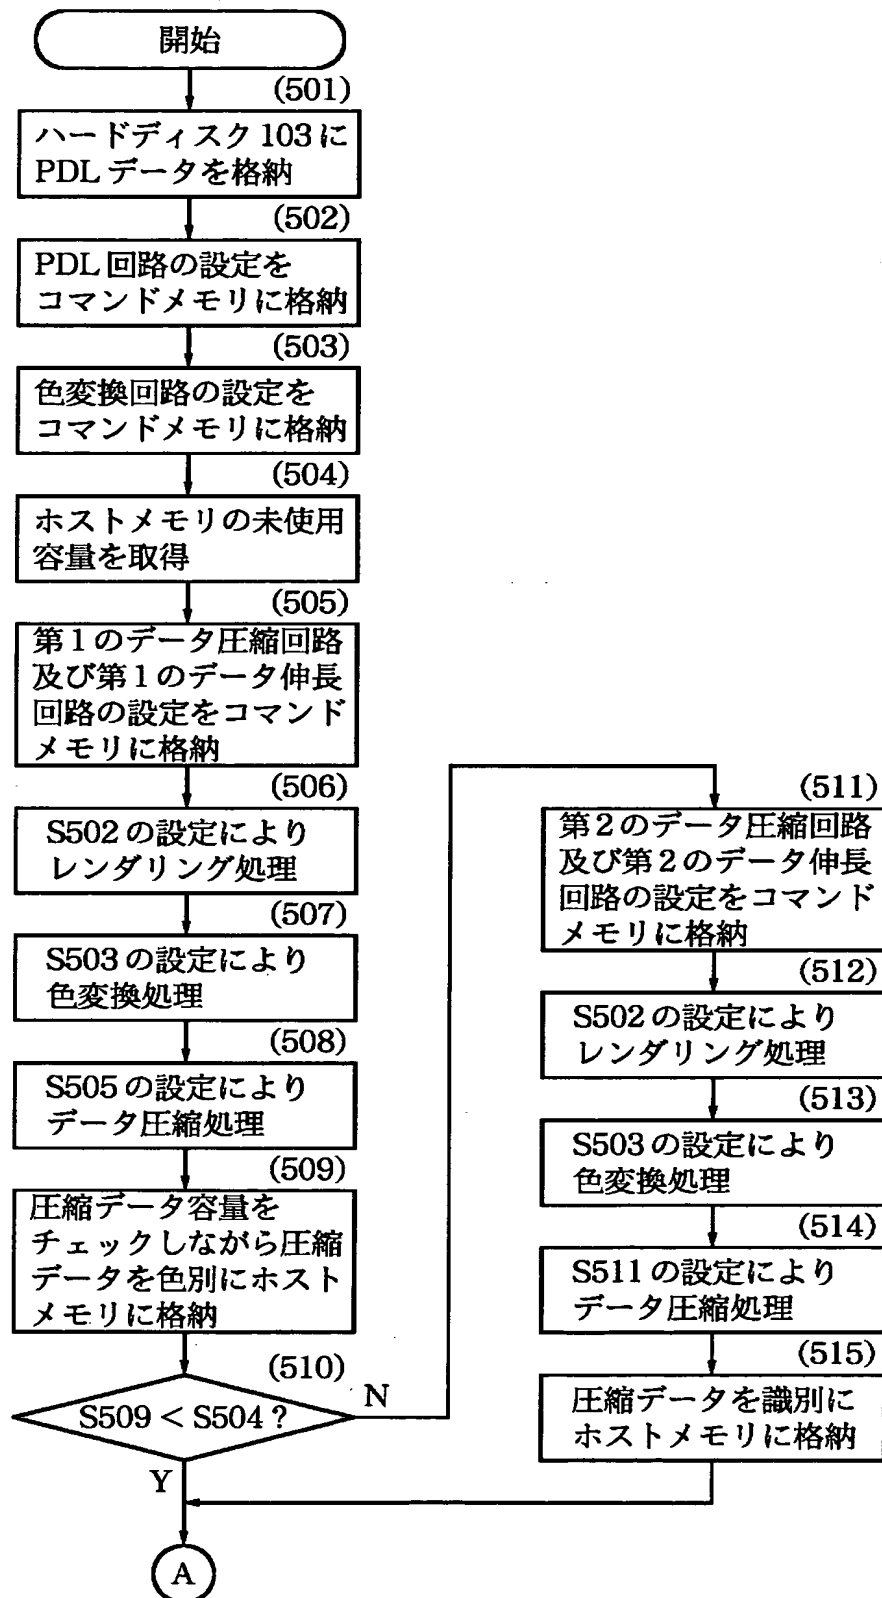 開始
(501)
ハードディスク103に
PDLデータを格納
(502)
PDL回路の設定を
コマンドメモリに格納
(503)
色変換回路の設定を
コマンドメモリに格納
(504)
ホストメモリの未使用
容量を取得
(505)
第1のデータ圧縮回路
及び第1のデータ伸長
回路の設定をコマンド
メモリに格納
(506)
S502の設定により
レンダリング処理
(507)
S503の設定により
色変換処理
(508)
S505の設定により
データ圧縮処理
(509)
圧縮データ容量を
チェックしながら圧縮
データを色別にホスト
メモリに格納
(510)
S509 < S504?
N
Y
(511)
第2のデータ圧縮回路
及び第2のデータ伸長
回路の設定をコマンド
メモリに格納
(512)
S502の設定により
レンダリング処理
(513)
S503の設定により
色変換処理
(514)
S511の設定により
データ圧縮処理
(515)
圧縮データを識別に
ホストメモリに格納
A